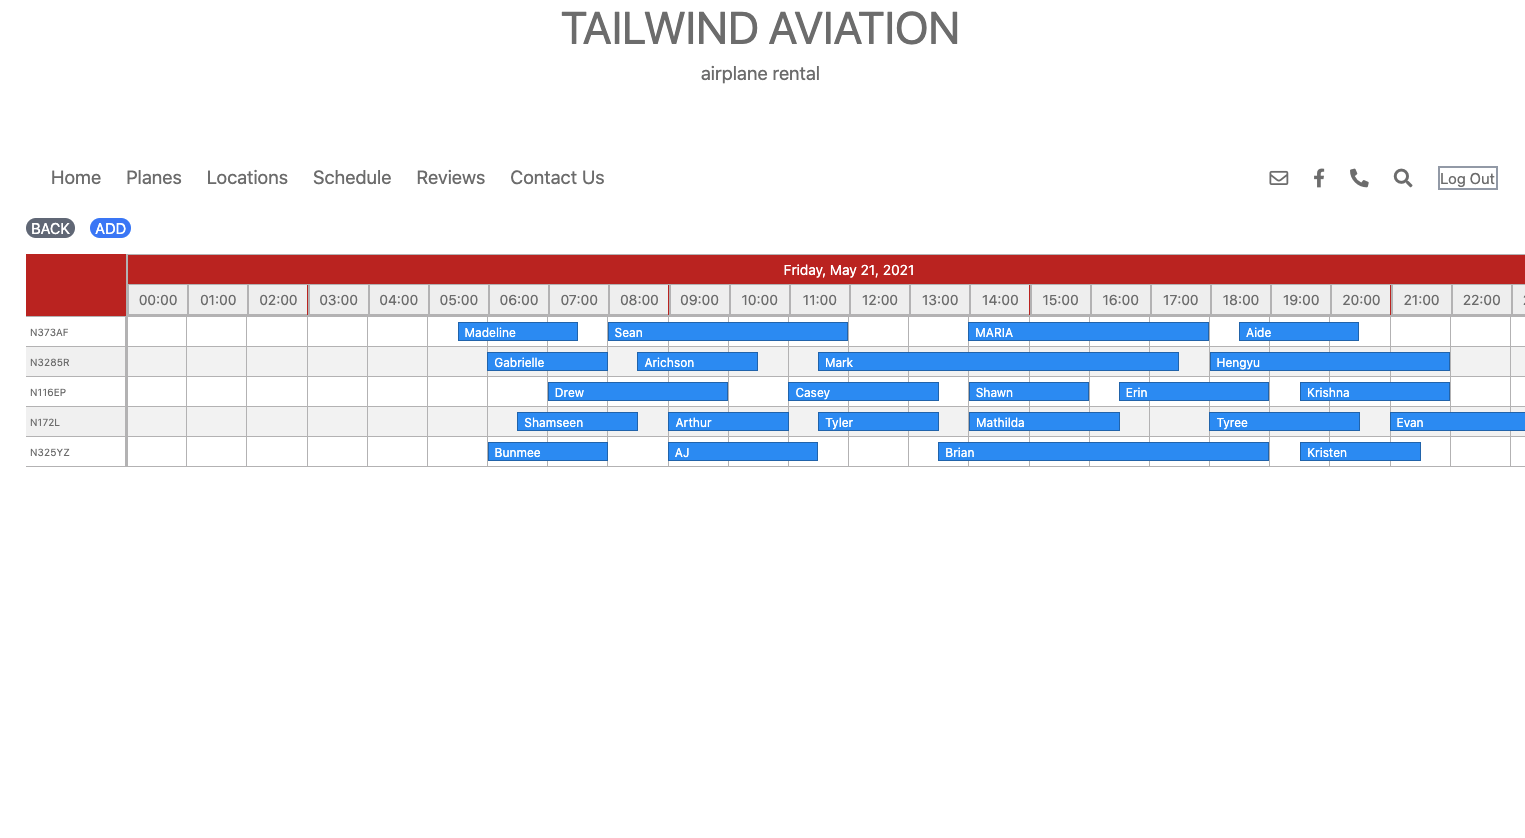 TAILWIND AVIATION
airplane rental
Home Planes Locations Schedule Reviews Contact Us Log Out
BACK ADD
Friday, May 21, 2021
00:00 01:00 02:00 03:00 04:00 05:00 06:00 07:00 08:00 09:00 10:00 11:00 12:00 13:00 14:00 15:00 16:00 17:00 18:00 19:00 20:00 21:00 22:00
N373AF Madeline Sean MARIA Aide
N3285R Gabrielle Arichson Mark Hengyu
N116EP Drew Casey Shawn Erin Krishna
N172L Shamseen Arthur Tyler Mathilda Tyree Evan
N325YZ Bunmee AJ Brian Kristen